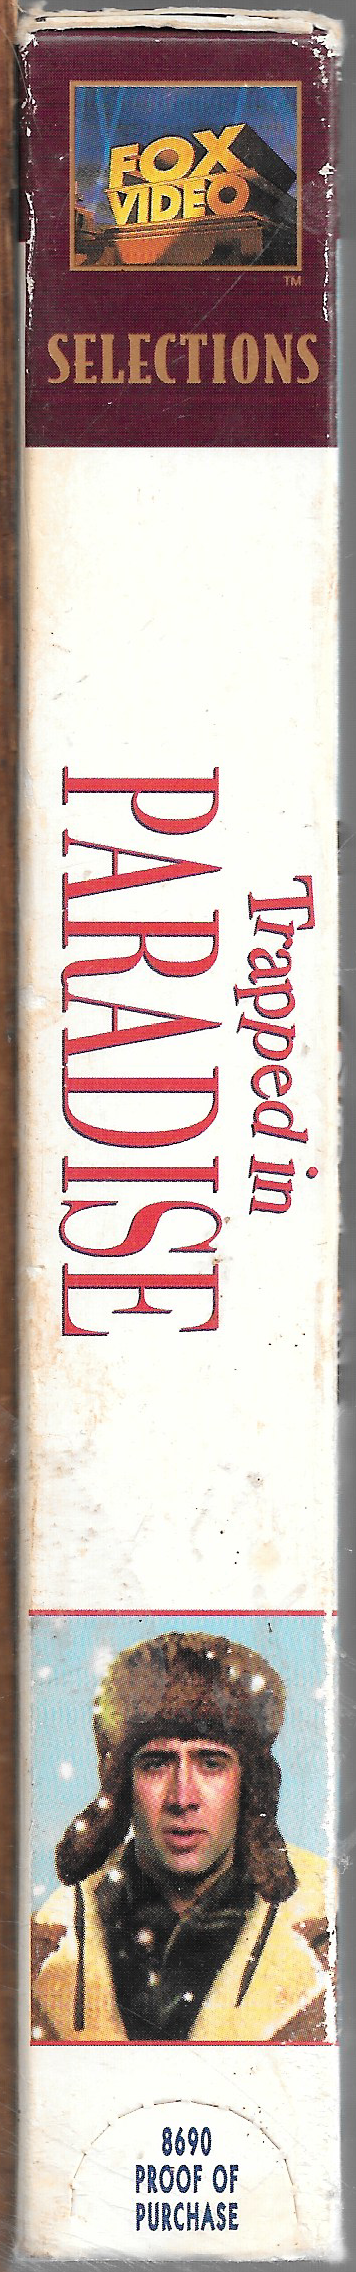 FOX
VIDEO
TM
SELECTIONS
Trapped in
PARADISE
8690
PROOF OF
PURCHASE